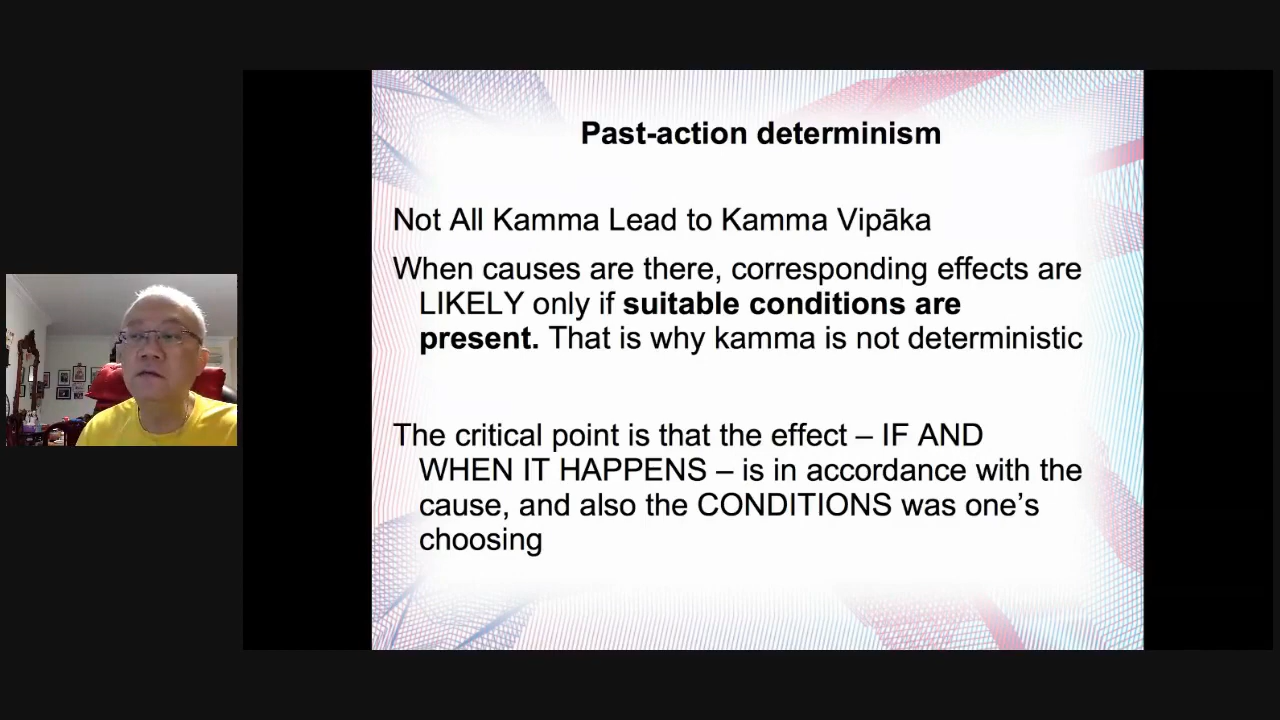 Past-action determinism
Not All Kamma Lead to Kamma Vipāka
When causes are there, corresponding effects are
LIKELY only if suitable conditions are
present. That is why kamma is not deterministic
The critical point is that the effect – IF AND
WHEN IT HAPPENS – is in accordance with the
cause, and also the CONDITIONS was one’s
choosing